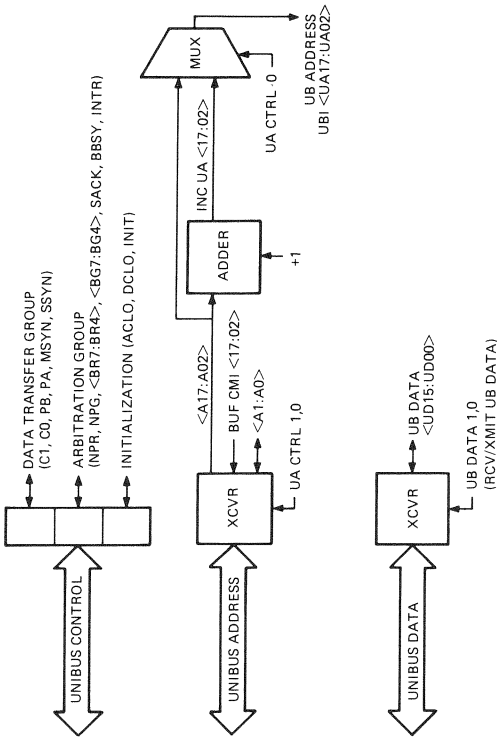 UNIBUS CONTROL
DATA TRANSFER GROUP
(C1, C0, PB, PA, MSYN, SSYN)
ARBITRATION GROUP
(NPR, NPG, <BR7:BR4>, <BG7:BG4>, SACK, BBSY, INTR)
INITIALIZATION (ACLO, DCLO, INIT)
UNIBUS ADDRESS
XCVR
<A17:A02>
BUF CMI <17:02>
<A1:A0>
UA CTRL 1,0
ADDER
+1
INC UA <17:02>
MUX
UA CTRL 0
UB ADDRESS
UBI <UA17:UA02>
UNIBUS DATA
XCVR
UB DATA
<UD15:UD00>
UB DATA 1,0
(RCV/XMIT UB DATA)